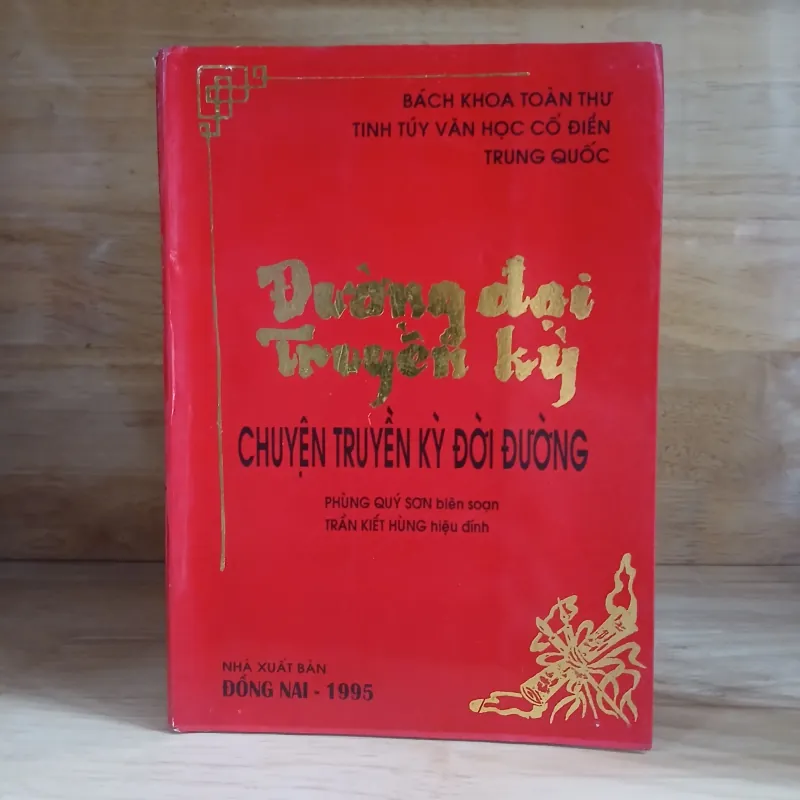 BÁCH KHOA TOÀN THƯ
TINH TÚY VĂN HỌC CỔ ĐIỂN
TRUNG QUỐC
Đường đại
Truyền kỳ
CHUYỆN TRUYỀN KỲ ĐỜI ĐƯỜNG
PHÙNG QUÝ SƠN biên soạn
TRẦN KIẾT HÙNG hiệu đính
NHÀ XUẤT BẢN
ĐỒNG NAI - 1995